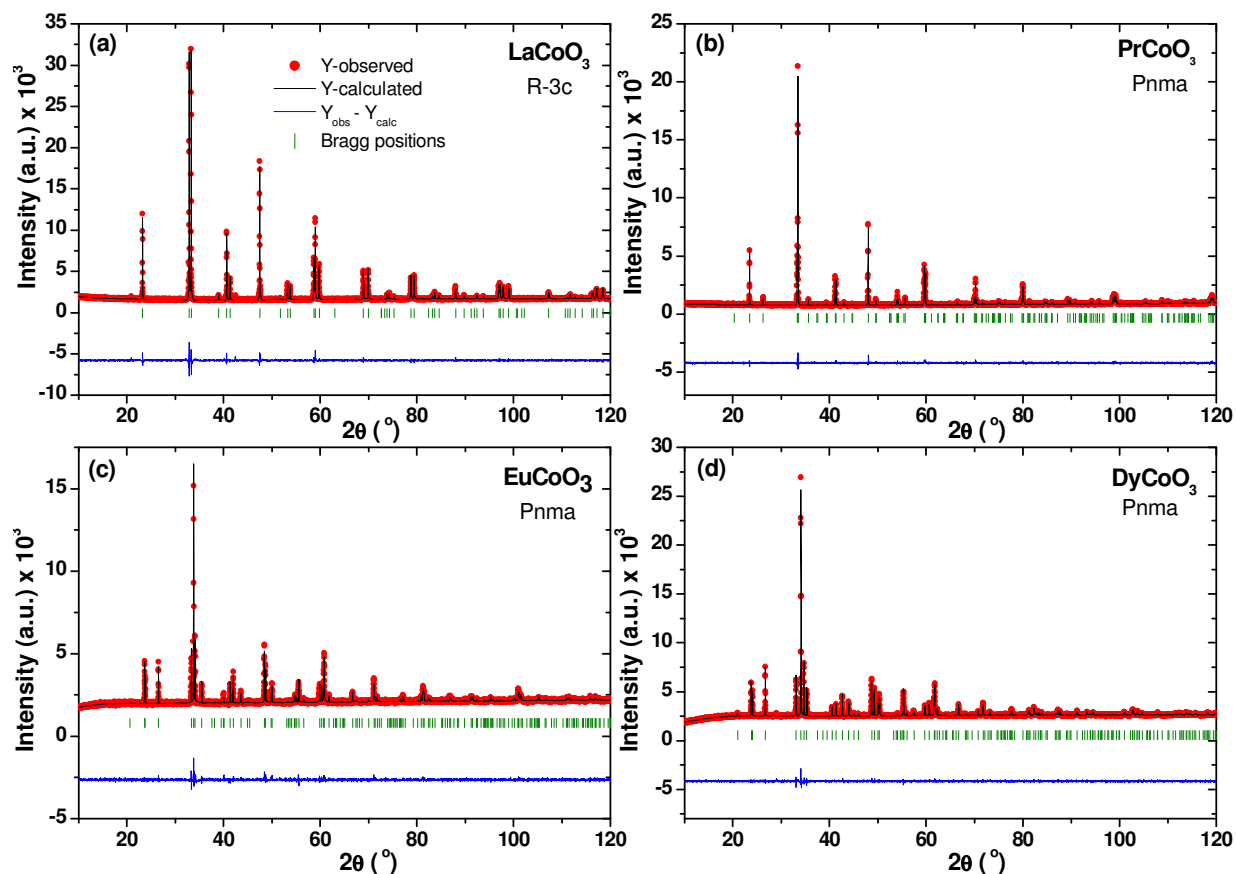 (a)
LaCoO3
R-3c
Y-observed
Y-calculated
Yobs - Ycalc
Bragg positions
Intensity (a.u.) x 10^3
35
30
25
20
15
10
5
0
-5
-10
20 40 60 80 100 120
2θ ( °)
(b)
PrCoO3
Pnma
Intensity (a.u.) x 10^3
25
20
15
10
5
0
-5
20 40 60 80 100 120
2θ ( °)
(c)
EuCoO3
Pnma
Intensity (a.u.) x 10^3
15
10
5
0
-5
20 40 60 80 100 120
2θ ( °)
(d)
DyCoO3
Pnma
Intensity (a.u.) x 10^3
30
25
20
15
10
5
0
-5
20 40 60 80 100 120
2θ ( °)